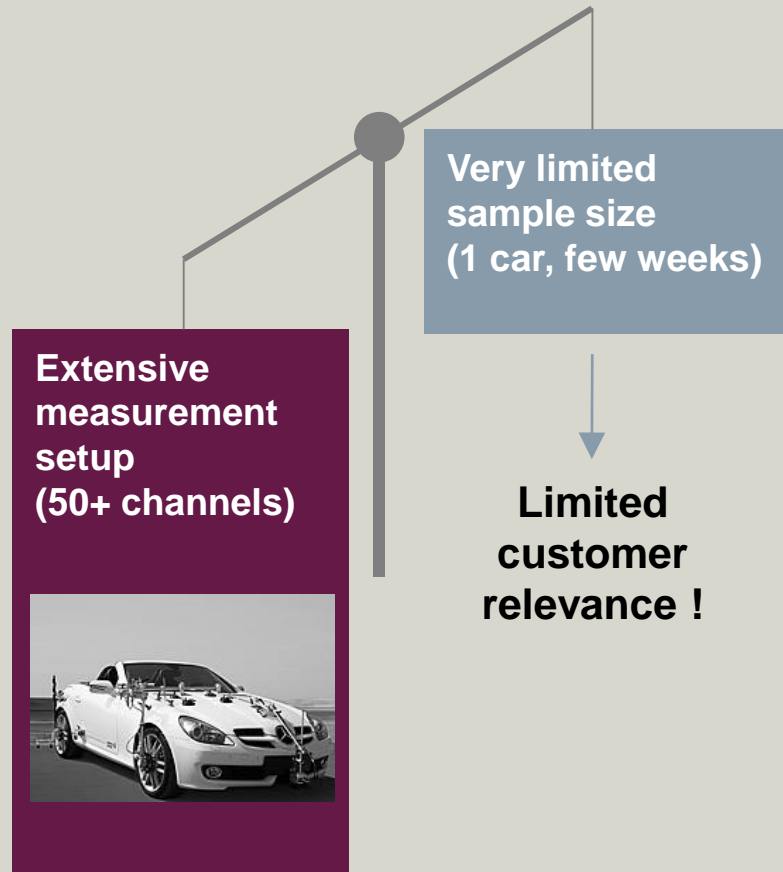 Very limited
sample size
(1 car, few weeks)
Extensive
measurement
setup
(50+ channels)
Limited
customer
relevance !